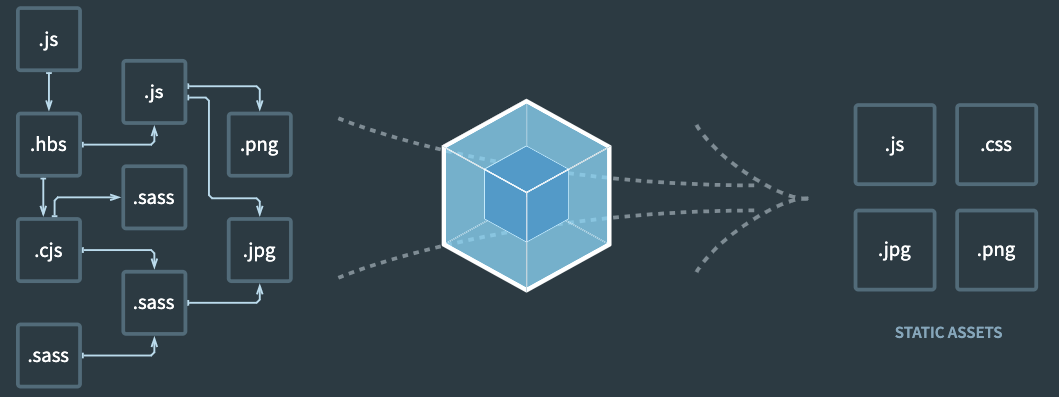 .js
.js
.hbs
.png
.sass
.cjs
.jpg
.sass
.sass
.js
.css
.jpg
.png
STATIC ASSETS